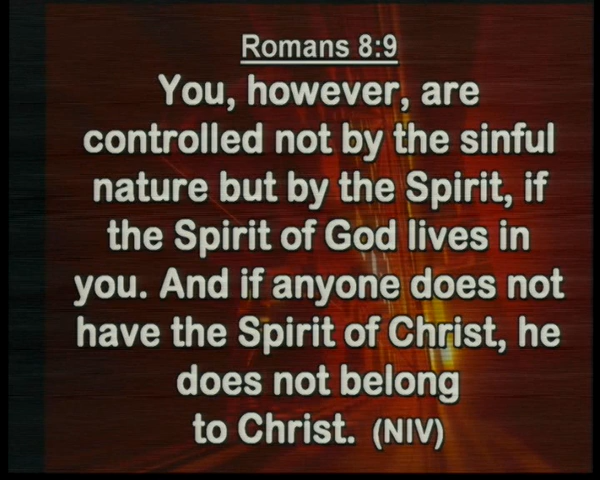 Romans 8:9
You, however, are
controlled not by the sinful
nature but by the Spirit, if
the Spirit of God lives in
you. And if anyone does not
have the Spirit of Christ, he
does not belong
to Christ. (NIV)